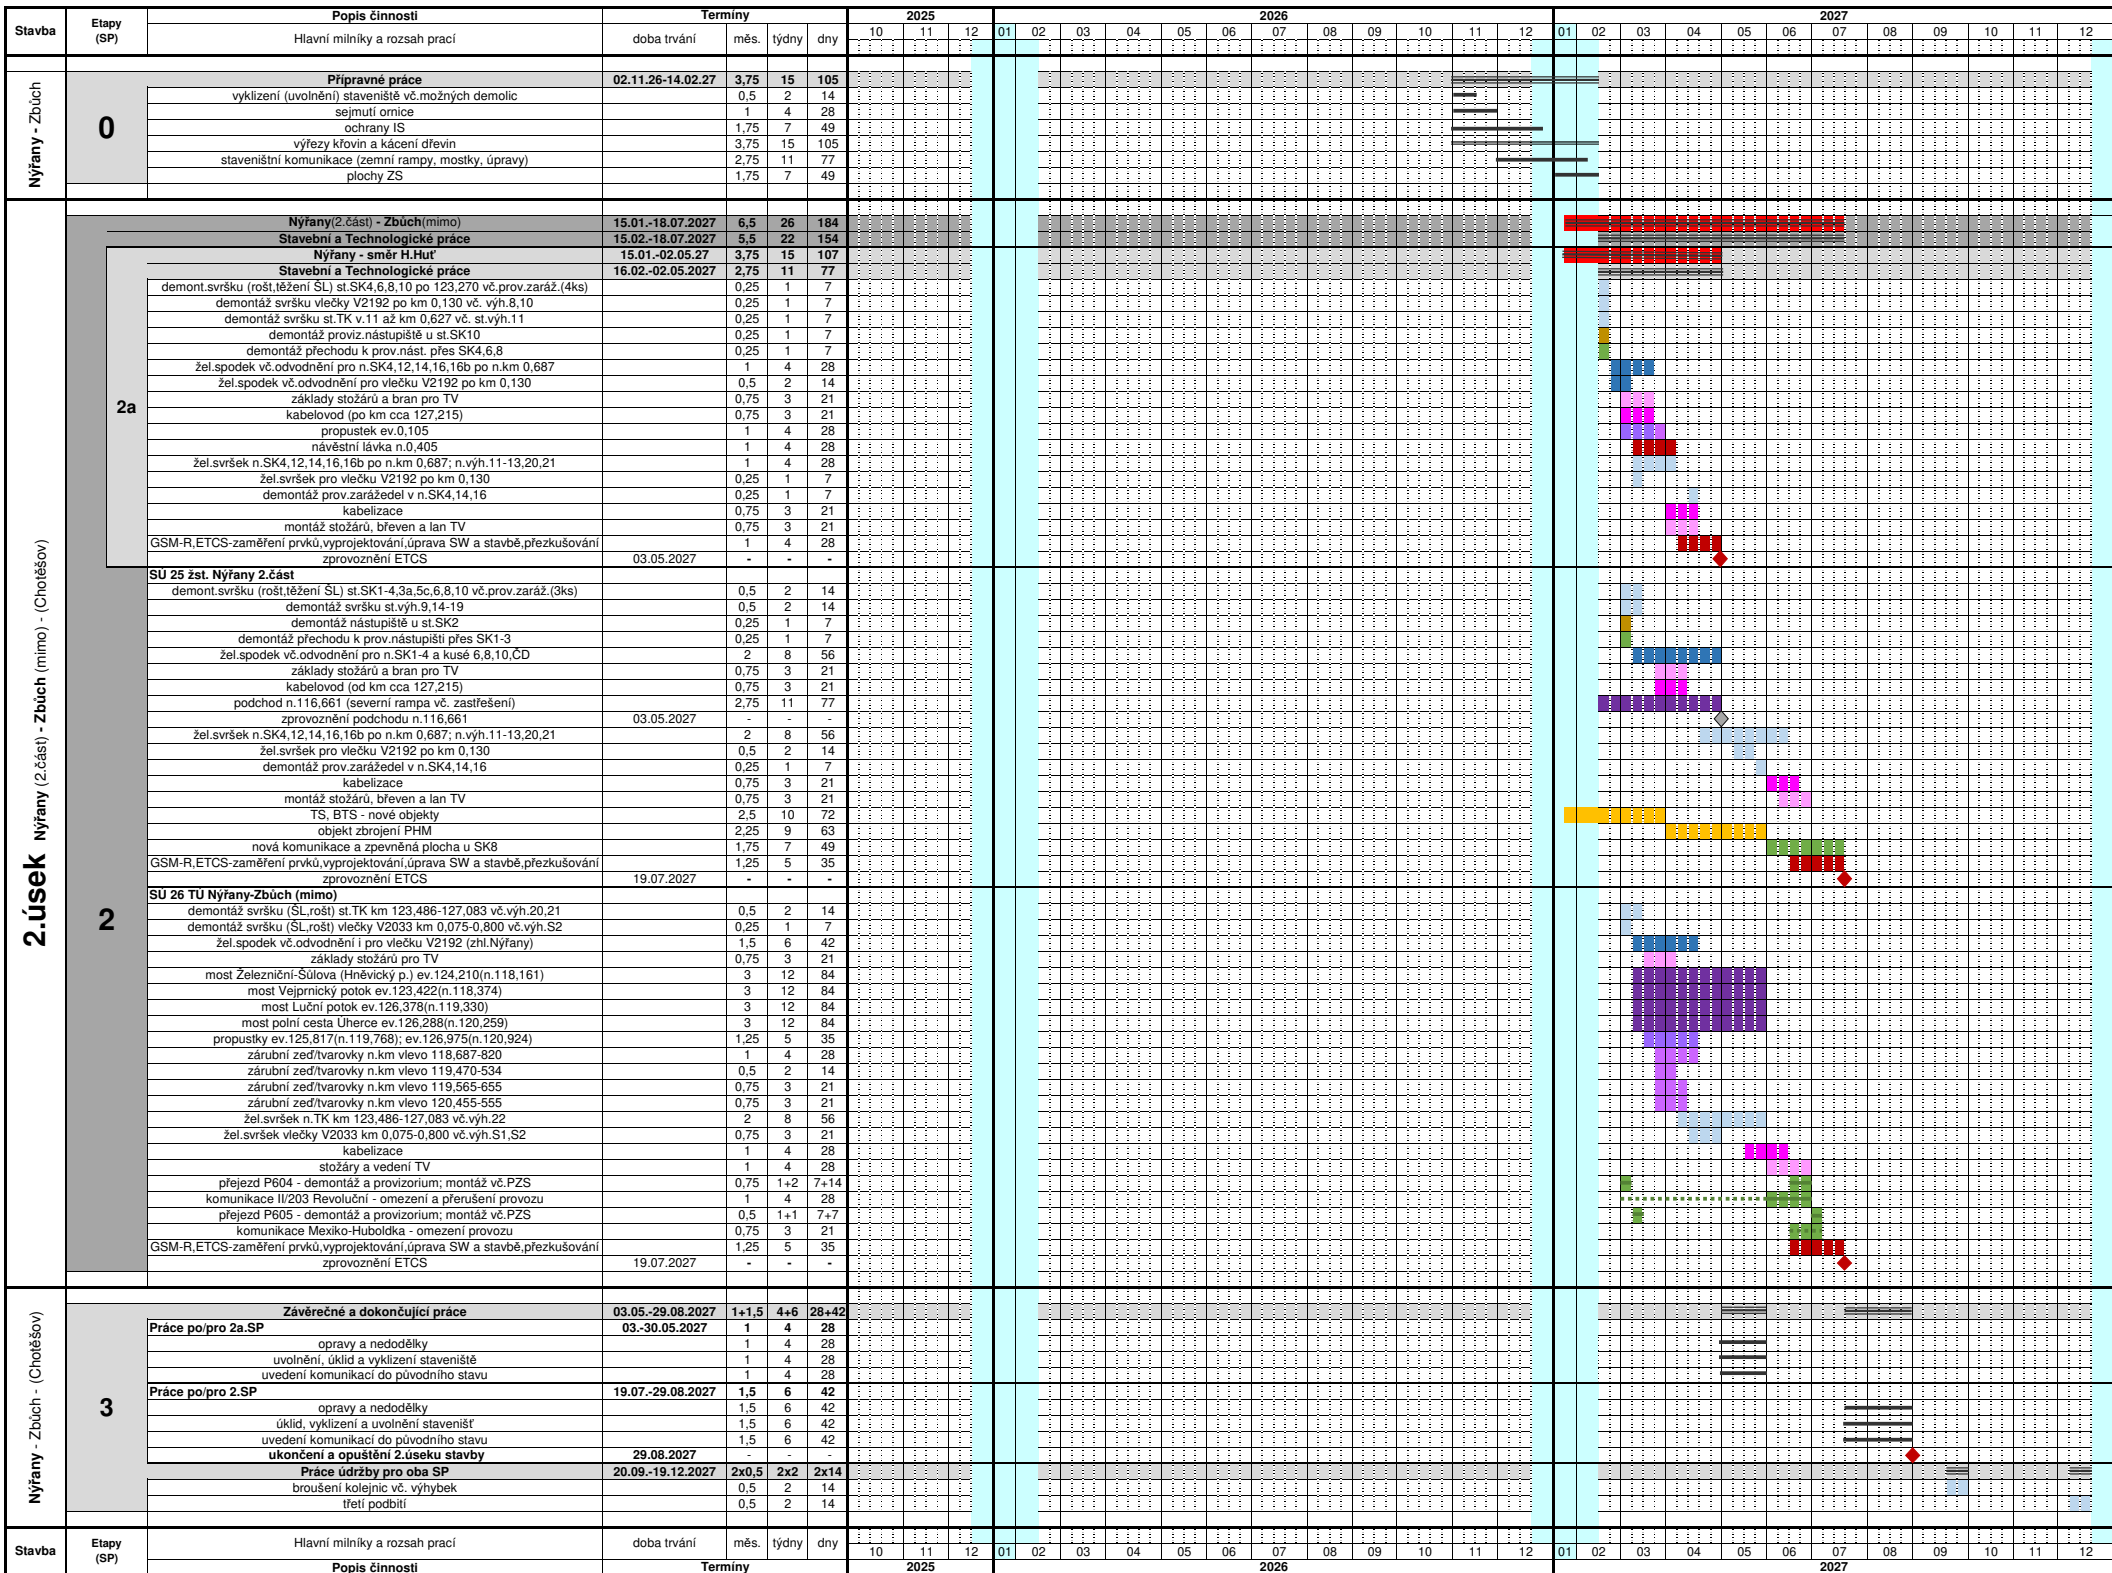 Stavba Etapy (SP) Popis činnosti Termíny 2025 2026 2027
Hlavní milníky a rozsah prací doba trvání měs. týdny dny 10 11 12 01 02 03 04 05 06 07 08 09 10 11 12 01 02 03 04 05 06 07 08 09 10 11 12
Nýřany - Zbůch
0
Přípravné práce 02.11.26-14.02.27 3,75 15 105
vyklizení (uvolnění) staveniště vč.možných demolic 0,5 2 14
sejmutí ornice 1 4 28
ochrany IS 1,75 7 49
výřezy křovin a kácení dřevin 3,75 15 105
staveništní komunikace (zemní rampy, mostky, úpravy) 2,75 11 77
plochy ZS 1,75 7 49
2.úsek Nýřany (2.část) - Zbůch (mimo) - (Chotěšov)
2
Nýřany(2.část) - Zbůch(mimo) 15.01.-18.07.2027 6,5 26 184
Stavební a Technologické práce 15.02.-18.07.2027 5,5 22 154
2a
Nýřany - směr H.Huť 15.01.-02.05.27 3,75 15 107
Stavební a Technologické práce 16.02.-02.05.2027 2,75 11 77
demont.svršku (rošt,těžení ŠL) st.SK4,6,8,10 po 123,270 vč.prov.zaráž.(4ks) 0,25 1 7
demontáž svršku vlečky V2192 po km 0,130 vč. výh.8,10 0,25 1 7
demontáž svršku st.TK v.11 až km 0,627 vč. st.výh.11 0,25 1 7
demontáž proviz.nástupiště u st.SK10 0,25 1 7
demontáž přechodu k prov.nást. přes SK4,6,8 0,25 1 7
žel.spodek vč.odvodnění pro n.SK4,12,14,16,16b po n.km 0,687 1 4 28
žel.spodek vč.odvodnění pro vlečku V2192 po km 0,130 0,5 2 14
základy stožárů a bran pro TV 0,75 3 21
kabelovod (po km cca 127,215) 0,75 3 21
propustek ev.0,105 1 4 28
návěstní lávka n.0,405 1 4 28
žel.svršek n.SK4,12,14,16,16b po n.km 0,687; n.výh.11-13,20,21 1 4 28
žel.svršek pro vlečku V2192 po km 0,130 0,25 1 7
demontáž prov.zarážedel v n.SK4,14,16 0,25 1 7
kabelizace 0,75 3 21
montáž stožárů, břeven a lan TV 0,75 3 21
GSM-R,ETCS-zaměření prvků,vyprojektování,úprava SW a stavbě,přezkušování 1 4 28
zprovoznění ETCS 03.05.2027 - - -
SÚ 25 žst. Nýřany 2.část
demont.svršku (rošt,těžení ŠL) st.SK1-4,3a,5c,6,8,10 vč.prov.zaráž.(3ks) 0,5 2 14
demontáž svršku st.výh.9,14-19 0,5 2 14
demontáž nástupiště u st.SK2 0,25 1 7
demontáž přechodu k prov.nástupišti přes SK1-3 0,25 1 7
žel.spodek vč.odvodnění pro n.SK1-4 a kusé 6,8,10,ČD 2 8 56
základy stožárů a bran pro TV 0,75 3 21
kabelovod (od km cca 127,215) 0,75 3 21
podchod n.116,661 (severní rampa vč. zastřešení) 2,75 11 77
zprovoznění podchodu n.116,661 03.05.2027 - - -
žel.svršek n.SK4,12,14,16,16b po n.km 0,687; n.výh.11-13,20,21 2 8 56
žel.svršek pro vlečku V2192 po km 0,130 0,5 2 14
demontáž prov.zarážedel v n.SK4,14,16 0,25 1 7
kabelizace 0,75 3 21
montáž stožárů, břeven a lan TV 0,75 3 21
TS, BTS - nové objekty 2,5 10 72
objekt zbrojení PHM 2,25 9 63
nová komunikace a zpevněná plocha u SK8 1,75 7 49
GSM-R,ETCS-zaměření prvků,vyprojektování,úprava SW a stavbě,přezkušování 1,25 5 35
zprovoznění ETCS 19.07.2027 - - -
SÚ 26 TÚ Nýřany-Zbůch (mimo)
demontáž svršku (ŠL,rošt) st.TK km 123,486-127,083 vč.výh.20,21 0,5 2 14
demontáž svršku (ŠL,rošt) vlečky V2033 km 0,075-0,800 vč.výh.S2 0,25 1 7
žel.spodek vč.odvodnění i pro vlečku V2192 (zhl.Nýřany) 1,5 6 42
základy stožárů pro TV 0,75 3 21
most Železniční-Šůlova (Hněvický p.) ev.124,210(n.118,161) 3 12 84
most Vejprnický potok ev.123,422(n.118,374) 3 12 84
most Luční potok ev.126,378(n.119,330) 3 12 84
most polní cesta Úherce ev.126,288(n.120,259) 3 12 84
propustky ev.125,817(n.119,768); ev.126,975(n.120,924) 1,25 5 35
zárubní zeď/tvarovky n.km vlevo 118,687-820 1 4 28
zárubní zeď/tvarovky n.km vlevo 119,470-534 0,5 2 14
zárubní zeď/tvarovky n.km vlevo 119,565-655 0,75 3 21
zárubní zeď/tvarovky n.km vlevo 120,455-555 0,75 3 21
žel.svršek n.TK km 123,486-127,083 vč.výh.22 2 8 56
žel.svršek vlečky V2033 km 0,075-0,800 vč.výh.S1,S2 0,75 3 21
kabelizace 1 4 28
stožáry a vedení TV 1 4 28
přejezd P604 - demontáž a provizorium; montáž vč.PZS 0,75 1+2 7+14
komunikace II/203 Revoluční - omezení a přerušení provozu 1 4 28
přejezd P605 - demontáž a provizorium; montáž vč.PZS 0,5 1+1 7+7
komunikace Mexiko-Huboldka - omezení provozu 0,75 3 21
GSM-R,ETCS-zaměření prvků,vyprojektování,úprava SW a stavbě,přezkušování 1,25 5 35
zprovoznění ETCS 19.07.2027 - - -
Nýřany - Zbůch - (Chotěšov)
3
Závěrečné a dokončující práce 03.05.-29.08.2027 1+1,5 4+6 28+42
Práce po/pro 2a.SP 03.-30.05.2027 1 4 28
opravy a nedodělky 1 4 28
uvolnění, úklid a vyklizení staveniště 1 4 28
uvedení komunikací do původního stavu 1 4 28
Práce po/pro 2.SP 19.07.-29.08.2027 1,5 6 42
opravy a nedodělky 1,5 6 42
úklid, vyklizení a uvolnění stavenišť 1,5 6 42
uvedení komunikací do původního stavu 1,5 6 42
ukončení a opuštění 2.úseku stavby 29.08.2027 - - -
Práce údržby pro oba SP 20.09.-19.12.2027 2x0,5 2x2 2x14
broušení kolejnic vč. výhybek 0,5 2 14
třetí podbití 0,5 2 14
Stavba Etapy (SP) Hlavní milníky a rozsah prací doba trvání měs. týdny dny 10 11 12 01 02 03 04 05 06 07 08 09 10 11 12 01 02 03 04 05 06 07 08 09 10 11 12
Popis činnosti Termíny 2025 2026 2027